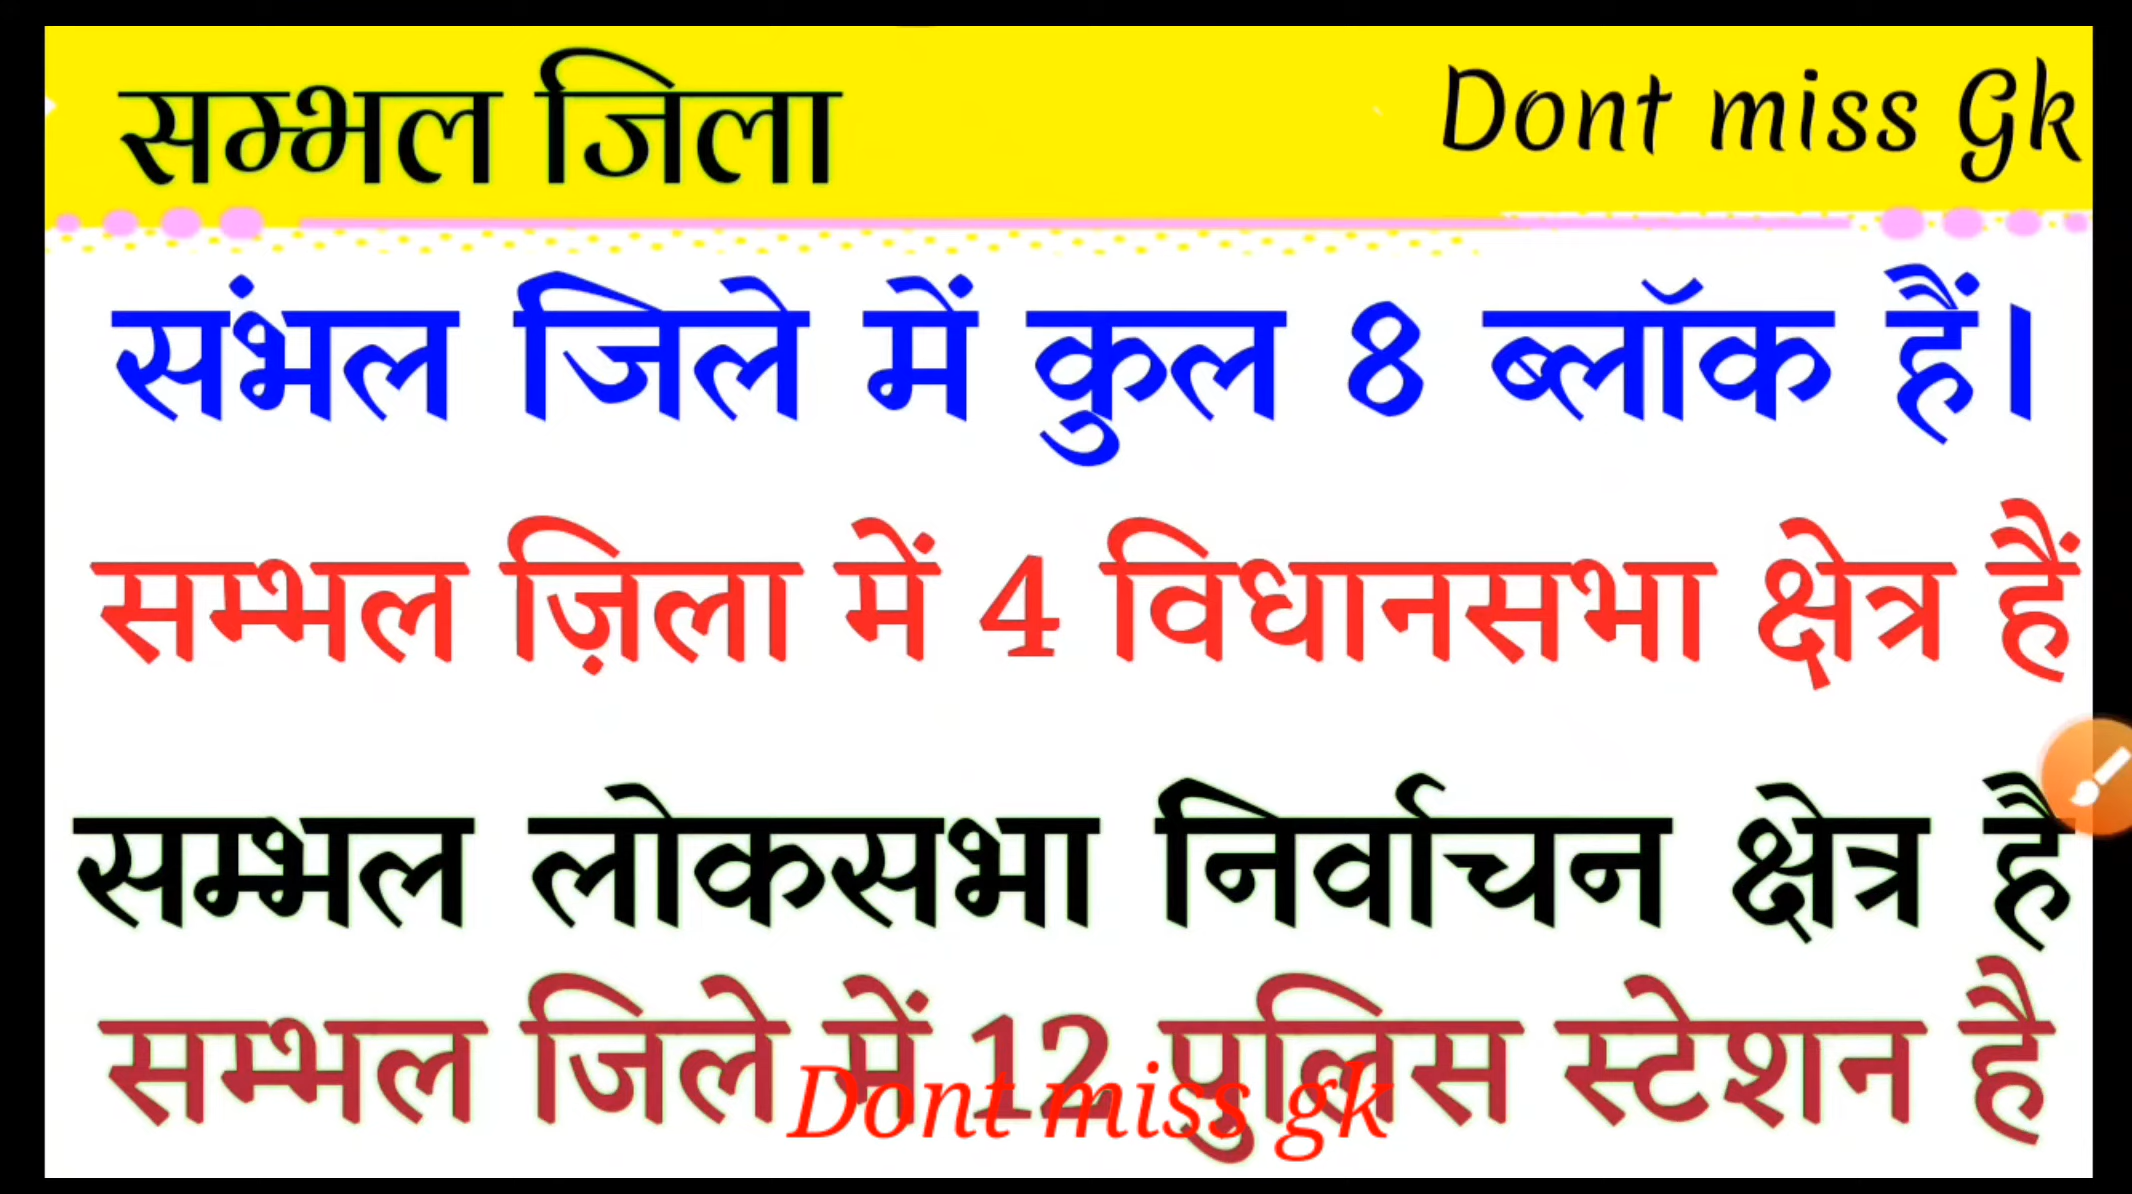 सम्भल जिला
Dont miss Gk
संभल जिले में कुल 8 ब्लॉक हैं।
सम्भल ज़िला में 4 विधानसभा क्षेत्र हैं
सम्भल लोकसभा निर्वाचन क्षेत्र है
सम्भल जिले में 12 पुलिस स्टेशन है
Dont miss gk